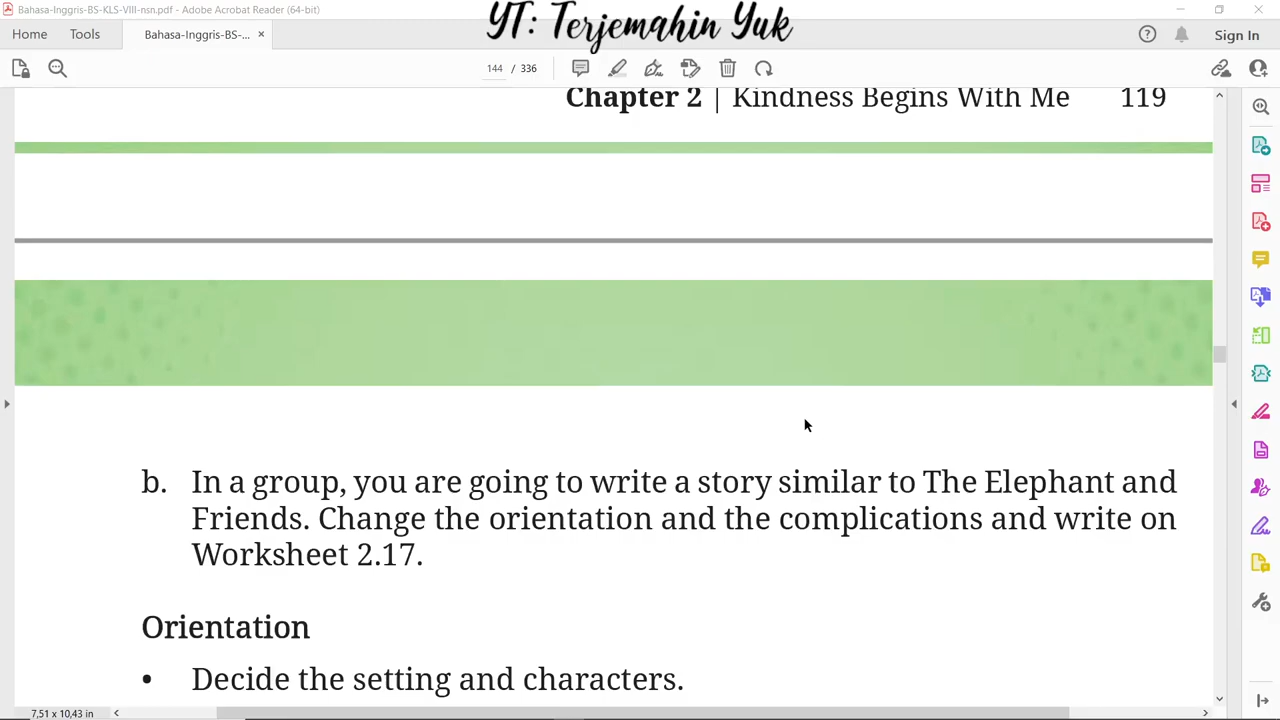 Bahasa-Inggris-BS-KLS-VIII-nsn.pdf - Adobe Acrobat Reader (64-bit)
YT: Terjemahin Yuk
Home Tools Bahasa-Inggris-BS-... × Sign In
144 / 336
Chapter 2 | Kindness Begins With Me 119
b. In a group, you are going to write a story similar to The Elephant and
Friends. Change the orientation and the complications and write on
Worksheet 2.17.
Orientation
• Decide the setting and characters.
7,51 x 10,43 in